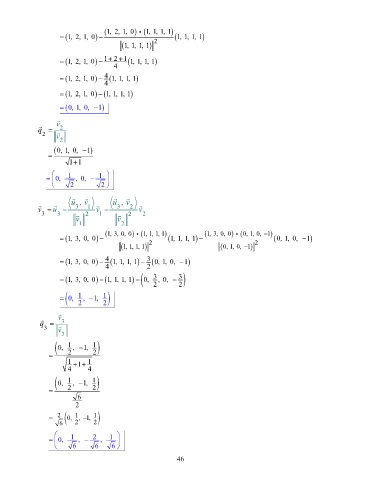 = (1, 2, 1, 0) − (1, 2, 1, 0) • (1, 1, 1, 1) / ‖(1, 1, 1, 1)‖² (1, 1, 1, 1)
= (1, 2, 1, 0) − (1 + 2 + 1)/4 (1, 1, 1, 1)
= (1, 2, 1, 0) − 4/4 (1, 1, 1, 1)
= (1, 2, 1, 0) − (1, 1, 1, 1)
= (0, 1, 0, −1)
q⃗₂ = v⃗₂ / ‖v⃗₂‖
= (0, 1, 0, −1) / √(1+1)
= (0, 1/√2, 0, −1/√2)
v⃗₃ = u⃗₃ − ⟨u⃗₃, v⃗₁⟩/‖v⃗₁‖² v⃗₁ − ⟨u⃗₃, v⃗₂⟩/‖v⃗₂‖² v⃗₂
= (1, 3, 0, 0) − (1, 3, 0, 0) • (1, 1, 1, 1) / ‖(1, 1, 1, 1)‖² (1, 1, 1, 1) − (1, 3, 0, 0) • (0, 1, 0, −1) / ‖(0, 1, 0, −1)‖² (0, 1, 0, −1)
= (1, 3, 0, 0) − 4/4 (1, 1, 1, 1) − 3/2 (0, 1, 0, −1)
= (1, 3, 0, 0) − (1, 1, 1, 1) − (0, 3/2, 0, −3/2)
= (0, 1/2, −1, 1/2)
q⃗₃ = v⃗₃ / ‖v⃗₃‖
= (0, 1/2, −1, 1/2) / √(1/4 + 1 + 1/4)
= (0, 1/2, −1, 1/2) / (√6/2)
= 2/√6 (0, 1/2, −1, 1/2)
= (0, 1/√6, −2/√6, 1/√6)
46